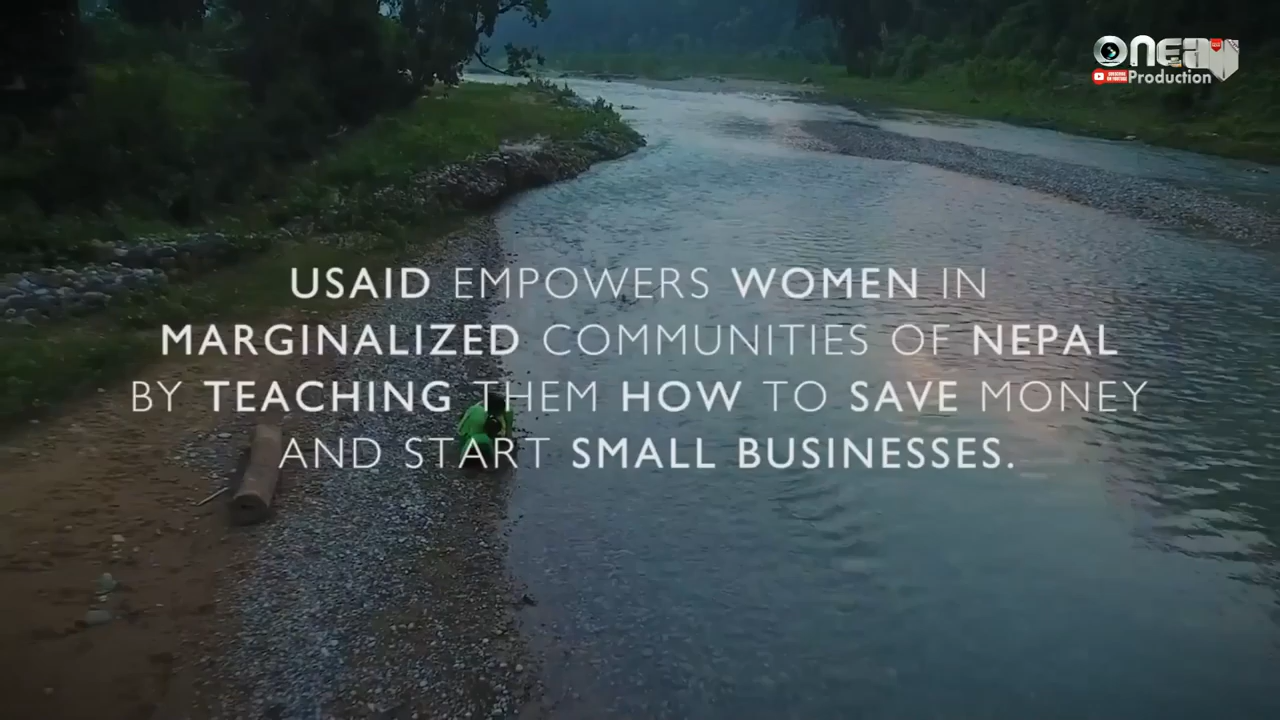 ONE
Production
USAID EMPOWERS WOMEN IN
MARGINALIZED COMMUNITIES OF NEPAL
BY TEACHING THEM HOW TO SAVE MONEY
AND START SMALL BUSINESSES.